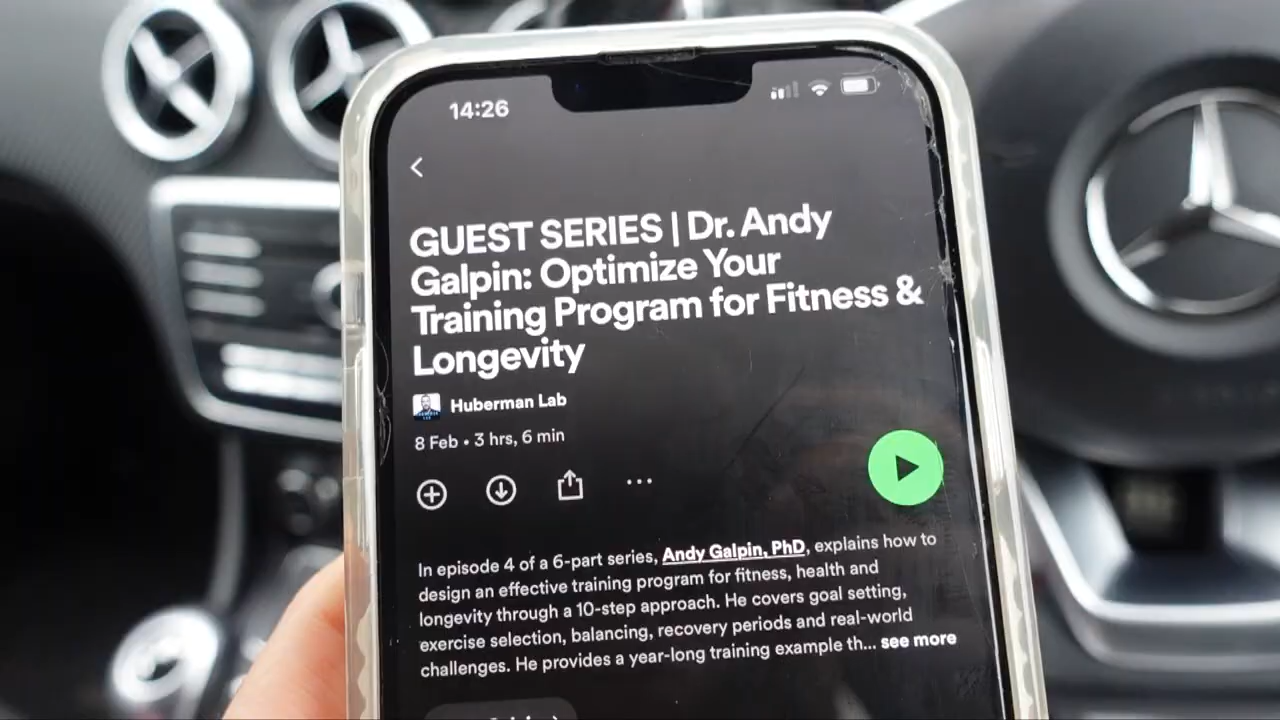 14:26
GUEST SERIES | Dr. Andy
Galpin: Optimize Your
Training Program for Fitness &
Longevity
Huberman Lab
8 Feb • 3 hrs, 6 min
In episode 4 of a 6-part series, Andy Galpin, PhD, explains how to
design an effective training program for fitness, health and
longevity through a 10-step approach. He covers goal setting,
exercise selection, balancing, recovery periods and real-world
challenges. He provides a year-long training example th... see more